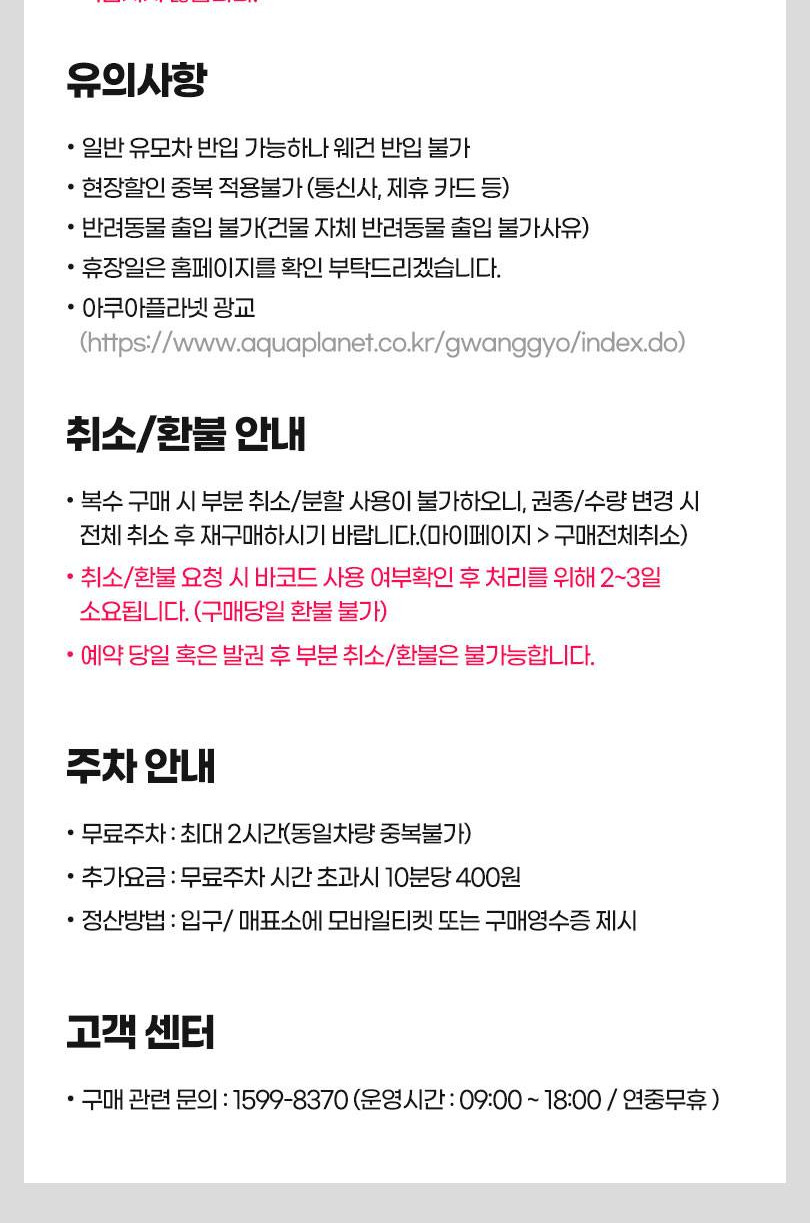 유의사항
• 일반 유모차 반입 가능하나 웨건 반입 불가
• 현장할인 중복 적용불가 (통신사, 제휴 카드 등)
• 반려동물 출입 불가(건물 자체 반려동물 출입 불가사유)
• 휴장일은 홈페이지를 확인 부탁드리겠습니다.
• 아쿠아플라넷 광교
(https://www.aquaplanet.co.kr/gwanggyo/index.do)
취소/환불 안내
• 복수 구매 시 부분 취소/분할 사용이 불가하오니, 권종/수량 변경 시
전체 취소 후 재구매하시기 바랍니다.(마이페이지 > 구매전체취소)
• 취소/환불 요청 시 바코드 사용 여부확인 후 처리를 위해 2~3일
소요됩니다. (구매당일 환불 불가)
• 예약 당일 혹은 발권 후 부분 취소/환불은 불가능합니다.
주차 안내
• 무료주차 : 최대 2시간(동일차량 중복불가)
• 추가요금 : 무료주차 시간 초과시 10분당 400원
• 정산방법 : 입구/ 매표소에 모바일티켓 또는 구매영수증 제시
고객 센터
• 구매 관련 문의 : 1599-8370 (운영시간 : 09:00 ~ 18:00 / 연중무휴 )